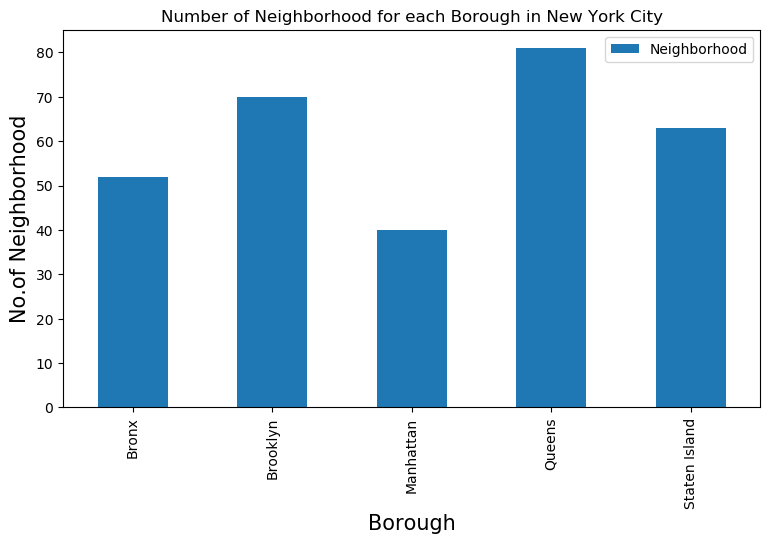 Number of Neighborhood for each Borough in New York City
Neighborhood
No.of Neighborhood
80
70
60
50
40
30
20
10
0
Bronx
Brooklyn
Manhattan
Queens
Staten Island
Borough